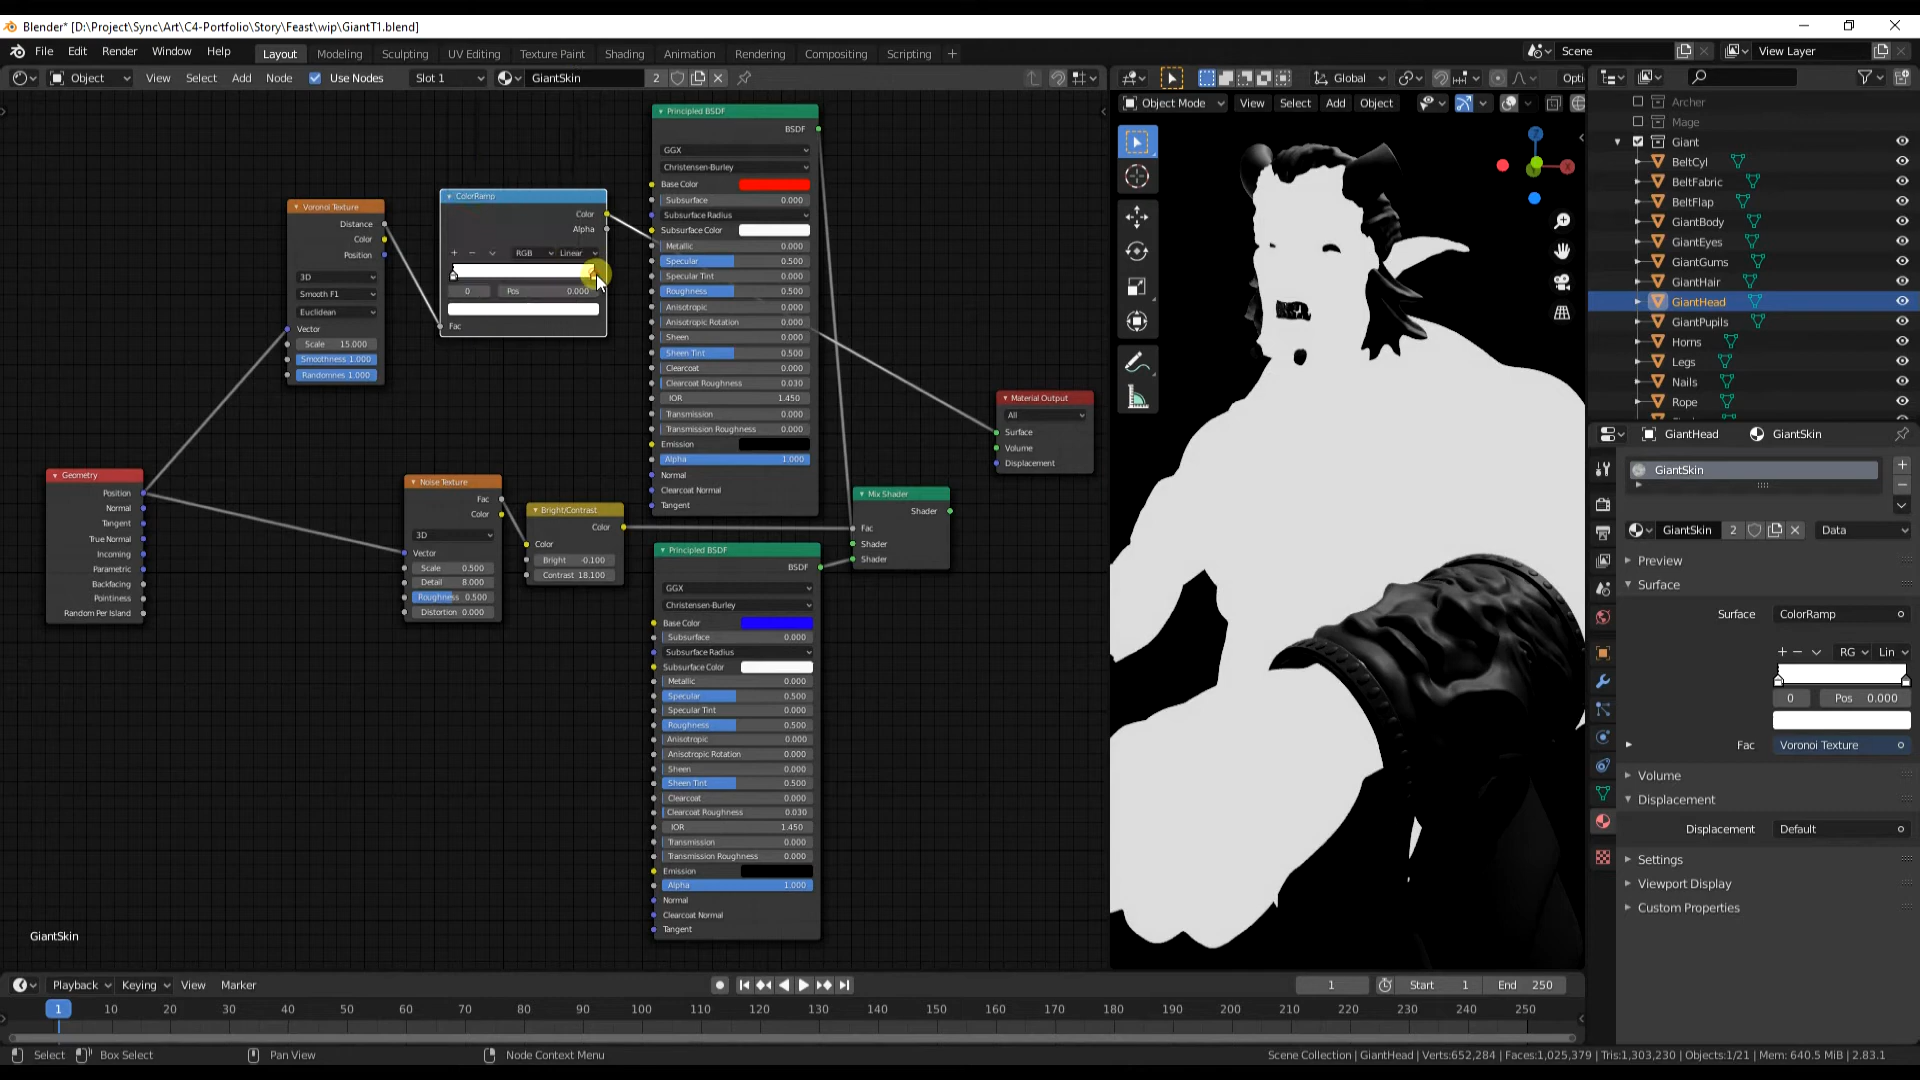 Blender* [D:\Project\Sync\Art\C4-Portfolio\Story\Feast\wip\GiantT1.blend]
File Edit Render Window Help Layout Modeling Sculpting UV Editing Texture Paint Shading Animation Rendering Compositing Scripting + Scene View Layer
Object View Select Add Node Use Nodes Slot 1 GiantSkin 2
Global Opti
Object Mode View Select Add Object
Archer
Mage
Giant
BeltCyl
BeltFabric
BeltFlap
GiantBody
GiantEyes
GiantGums
GiantHair
GiantHead
GiantPupils
Horns
Legs
Nails
Rope
Voronoi Texture
Distance
Color
Position
3D
Smooth F1
Euclidean
Vector
Scale 15.000
Smoothness 1.000
Randomnes 1.000
ColorRamp
Color
Alpha
RGB Linear
0 Pos 0.000
Fac
Principled BSDF
BSDF
GGX
Christensen-Burley
Base Color
Subsurface 0.000
Subsurface Radius
Subsurface Color
Metallic 0.000
Specular 0.500
Specular Tint 0.000
Roughness 0.500
Anisotropic 0.000
Anisotropic Rotation 0.000
Sheen 0.000
Sheen Tint 0.500
Clearcoat 0.000
Clearcoat Roughness 0.030
IOR 1.450
Transmission 0.000
Transmission Roughness 0.000
Emission
Alpha 1.000
Normal
Clearcoat Normal
Tangent
Material Output
All
Surface
Volume
Displacement
Geometry
Position
Normal
Tangent
True Normal
Incoming
Parametric
Backfacing
Pointiness
Random Per Island
Noise Texture
Fac
Color
3D
Vector
Scale 0.500
Detail 8.000
Roughness 0.500
Distortion 0.000
Bright/Contrast
Color
Color
Bright -0.100
Contrast 18.100
Mix Shader
Shader
Fac
Shader
Shader
Principled BSDF
BSDF
GGX
Christensen-Burley
Base Color
Subsurface 0.000
Subsurface Radius
Subsurface Color
Metallic 0.000
Specular 0.500
Specular Tint 0.000
Roughness 0.500
Anisotropic 0.000
Anisotropic Rotation 0.000
Sheen 0.000
Sheen Tint 0.500
Clearcoat 0.000
Clearcoat Roughness 0.030
IOR 1.450
Transmission 0.000
Transmission Roughness 0.000
Emission
Alpha 1.000
Normal
Clearcoat Normal
Tangent
GiantSkin
GiantHead GiantSkin
GiantSkin
GiantSkin 2 Data
Preview
Surface
Surface ColorRamp
RG Lin
0 Pos 0.000
Fac Voronoi Texture
Volume
Displacement
Displacement Default
Settings
Viewport Display
Custom Properties
Playback Keying View Marker 1 Start 1 End 250
1 10 20 30 40 50 60 70 80 90 100 110 120 130 140 150 160 170 180 190 200 210 220 230 240 250
Select Box Select Pan View Node Context Menu Scene Collection | GiantHead | Verts:652,284 | Faces:1,025,379 | Tris:1,303,230 | Objects:1/21 | Mem: 640.5 MiB | 2.83.1